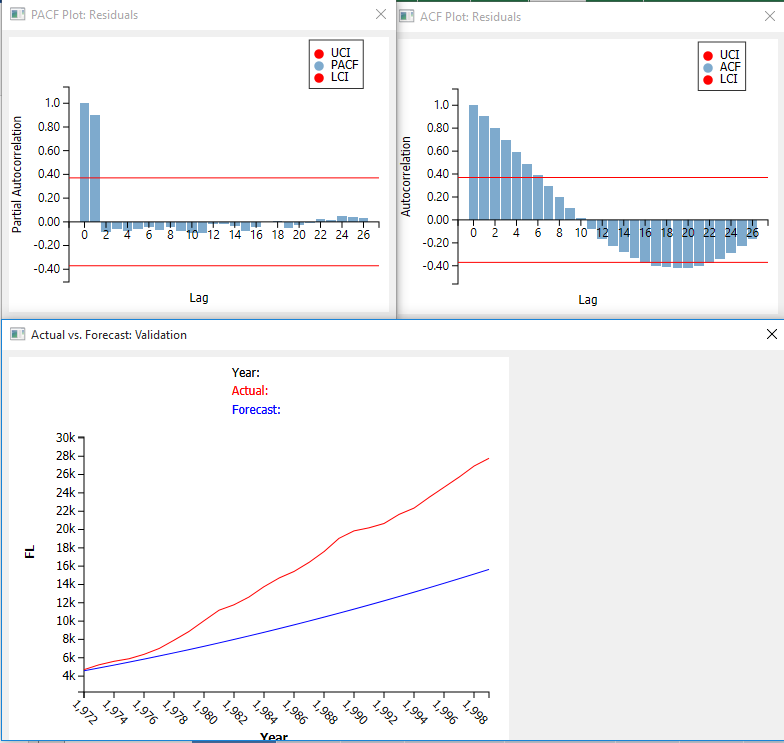 PACF Plot: Residuals
UCI
PACF
LCI
Partial Autocorrelation
1.0
0.80
0.60
0.40
0.20
0.00
-0.20
-0.40
0 2 4 6 8 10 12 14 16 18 20 22 24 26
Lag
ACF Plot: Residuals
UCI
ACF
LCI
Autocorrelation
1.0
0.80
0.60
0.40
0.20
0.00
-0.20
-0.40
0 2 4 6 8 10 12 14 16 18 20 22 24 26
Lag
Actual vs. Forecast: Validation
Year:
Actual:
Forecast:
FL
30k
28k
26k
24k
22k
20k
18k
16k
14k
12k
10k
8k
6k
4k
1,972 1,974 1,976 1,978 1,980 1,982 1,984 1,986 1,988 1,990 1,992 1,994 1,996 1,998
Year